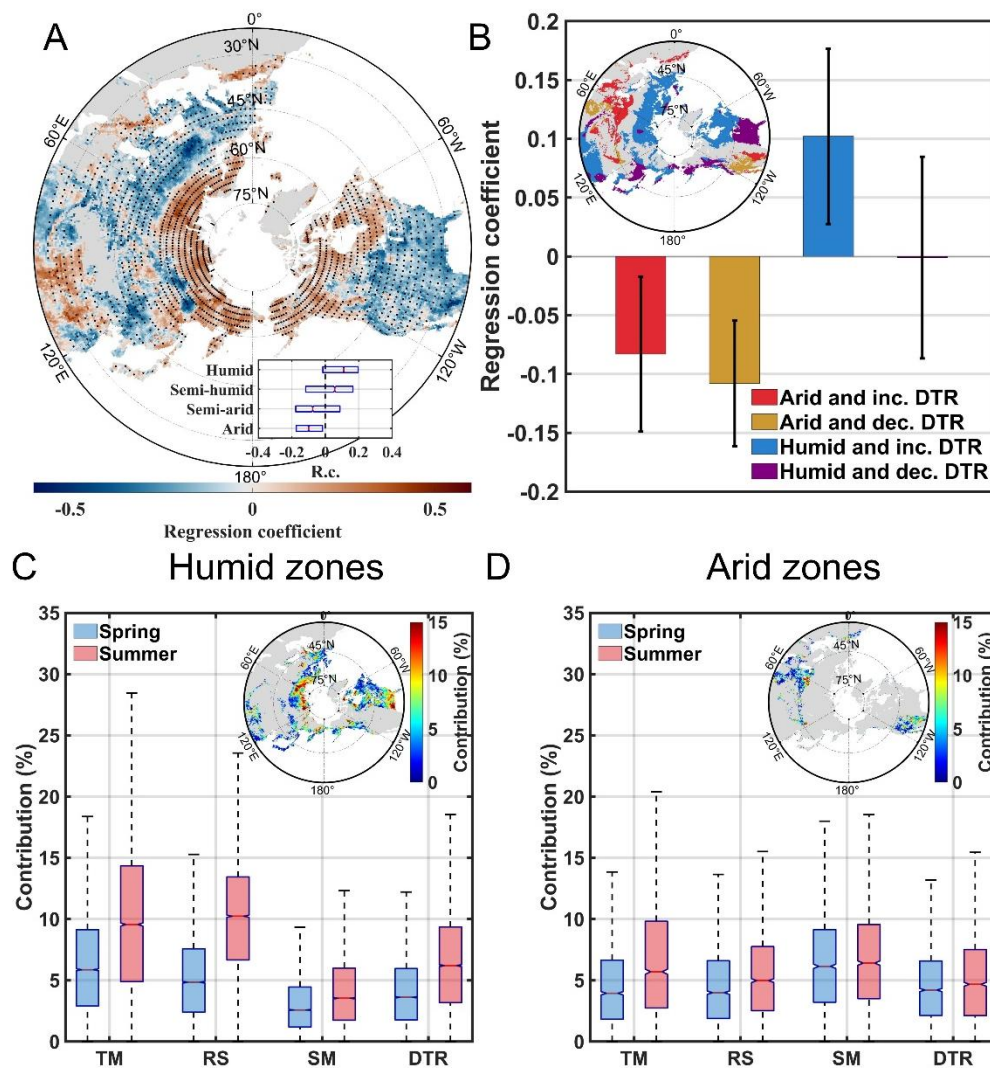 A
0°
30°N
45°N
60°N
75°N
60°E
60°W
120°E
120°W
180°
Humid
Semi-humid
Semi-arid
Arid
-0.4 -0.2 0 0.2 0.4
R.c.
-0.5 0 0.5
Regression coefficient
B
Regression coefficient
0.2
0.15
0.1
0.05
0
-0.05
-0.1
-0.15
-0.2
0°
45°N
75°N
60°E
60°W
120°E
120°W
180°
Arid and inc. DTR
Arid and dec. DTR
Humid and inc. DTR
Humid and dec. DTR
C Humid zones
Contribution (%)
35
30
25
20
15
10
5
0
Spring
Summer
0°
45°N
75°N
60°E
120°E
120°W
180°
15
10
5
0
Contribution (%)
TM RS SM DTR
D Arid zones
Contribution (%)
35
30
25
20
15
10
5
0
Spring
Summer
0°
45°N
75°N
60°E
120°E
120°W
180°
15
10
5
0
Contribution (%)
TM RS SM DTR